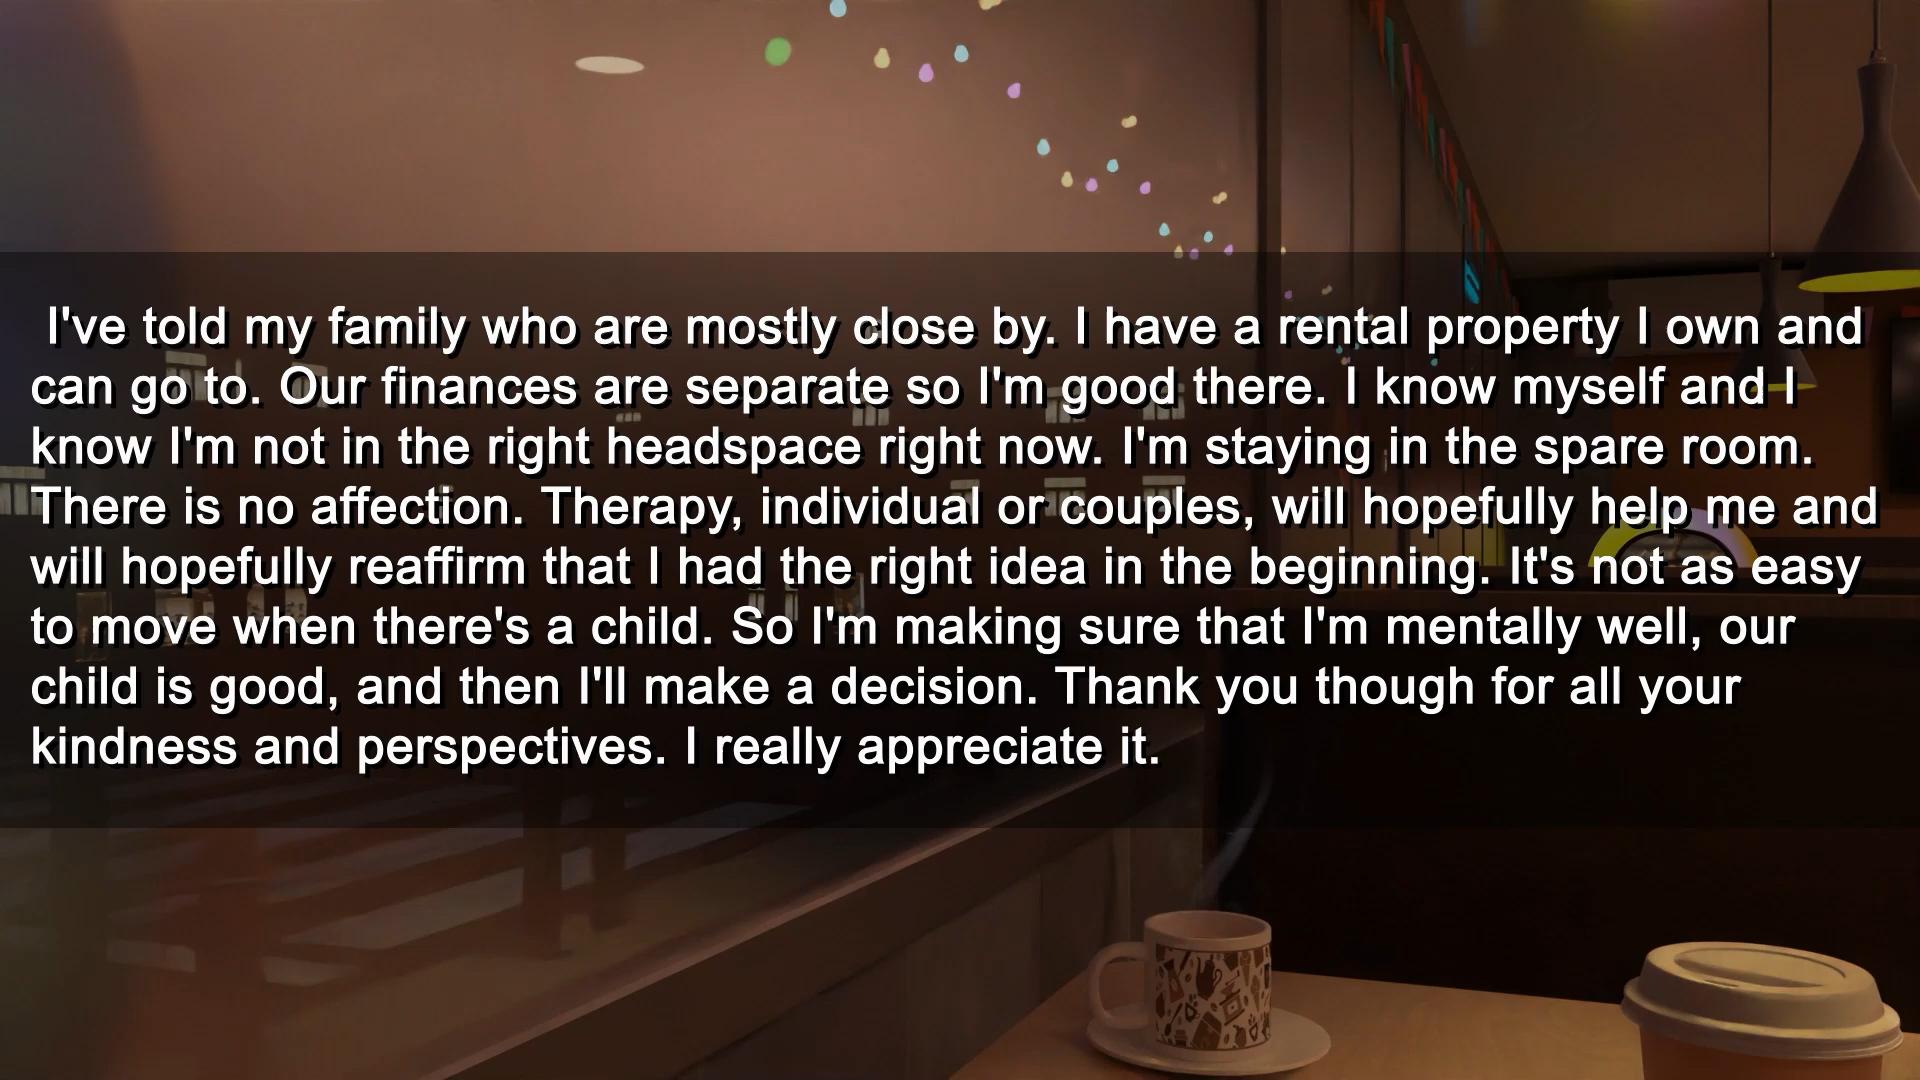 I've told my family who are mostly close by. I have a rental property I own and
can go to. Our finances are separate so I'm good there. I know myself and I
know I'm not in the right headspace right now. I'm staying in the spare room.
There is no affection. Therapy, individual or couples, will hopefully help me and
will hopefully reaffirm that I had the right idea in the beginning. It's not as easy
to move when there's a child. So I'm making sure that I'm mentally well, our
child is good, and then I'll make a decision. Thank you though for all your
kindness and perspectives. I really appreciate it.